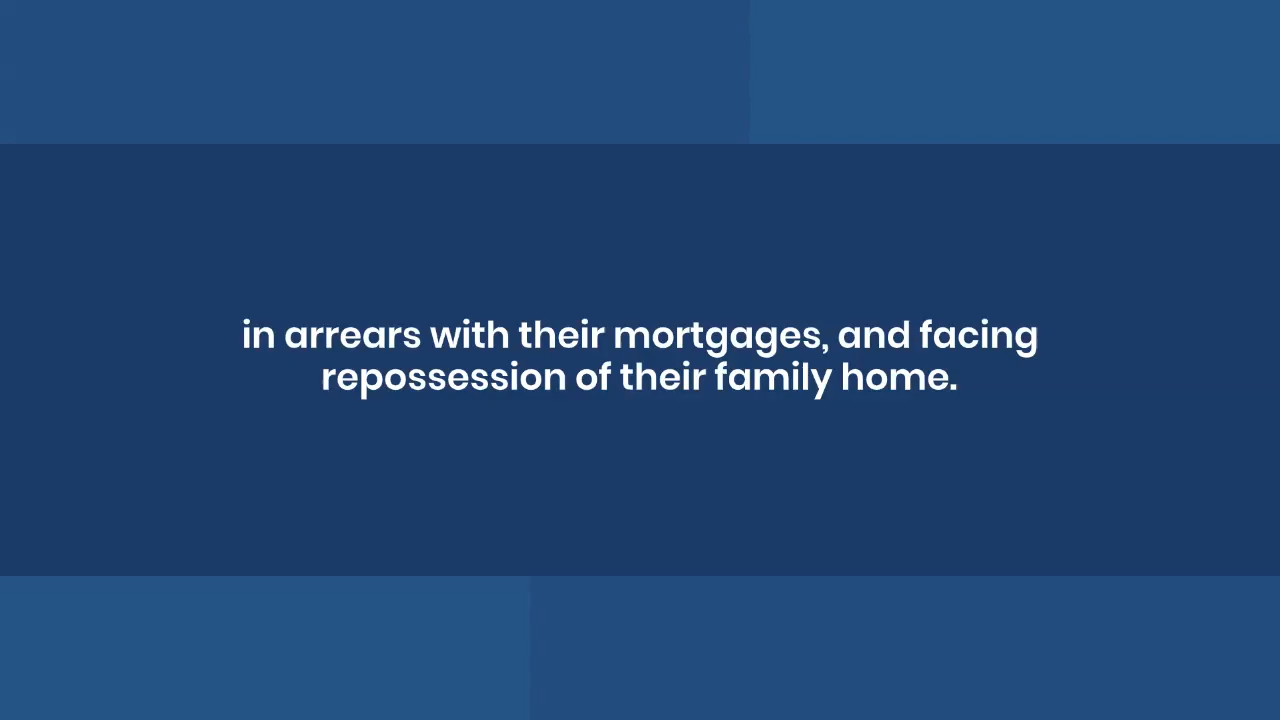 in arrears with their mortgages, and facing
repossession of their family home.